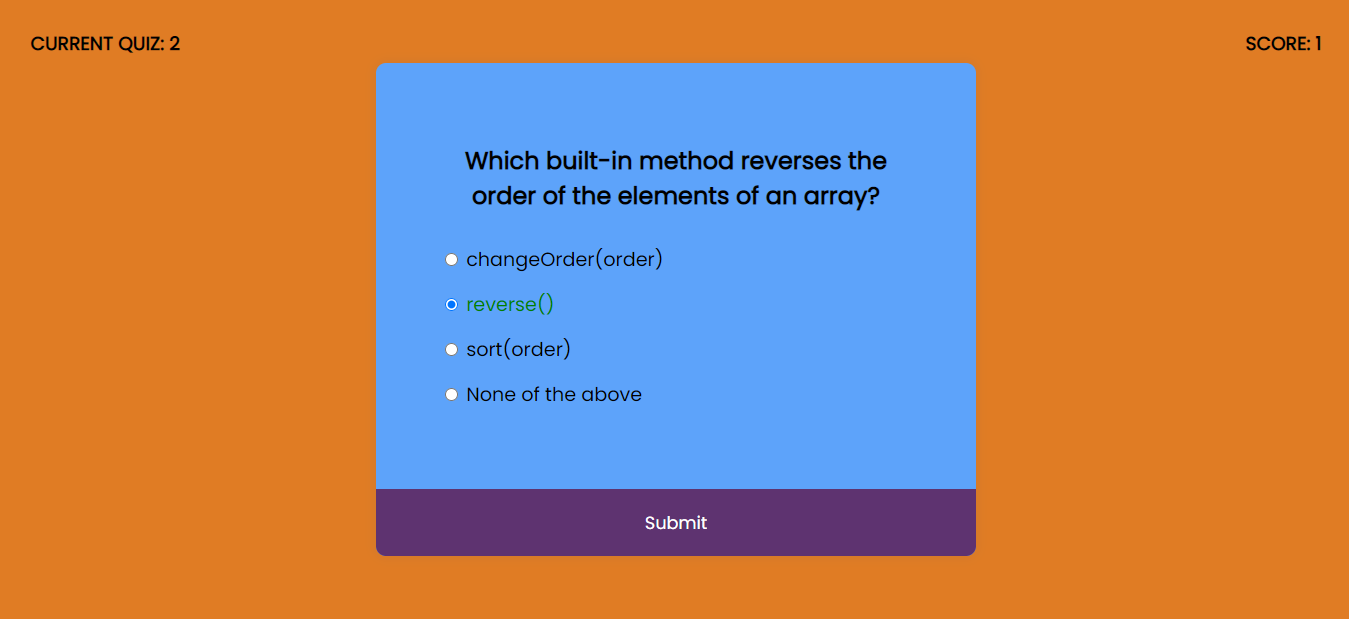 CURRENT QUIZ: 2
SCORE: 1
Which built-in method reverses the
order of the elements of an array?
changeOrder(order)
reverse()
sort(order)
None of the above
Submit